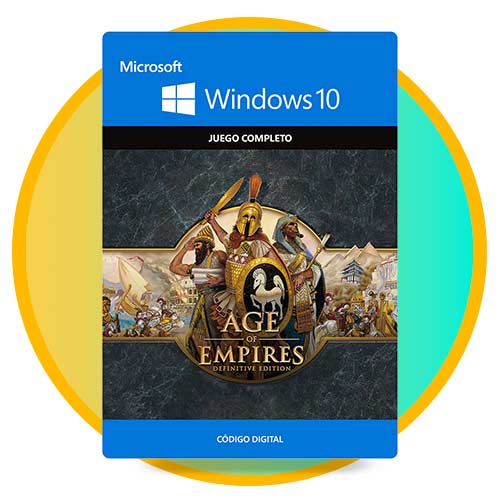 Microsoft
Windows 10
JUEGO COMPLETO
AGE
OF
EMPIRES
DEFINITIVE EDITION
CÓDIGO DIGITAL